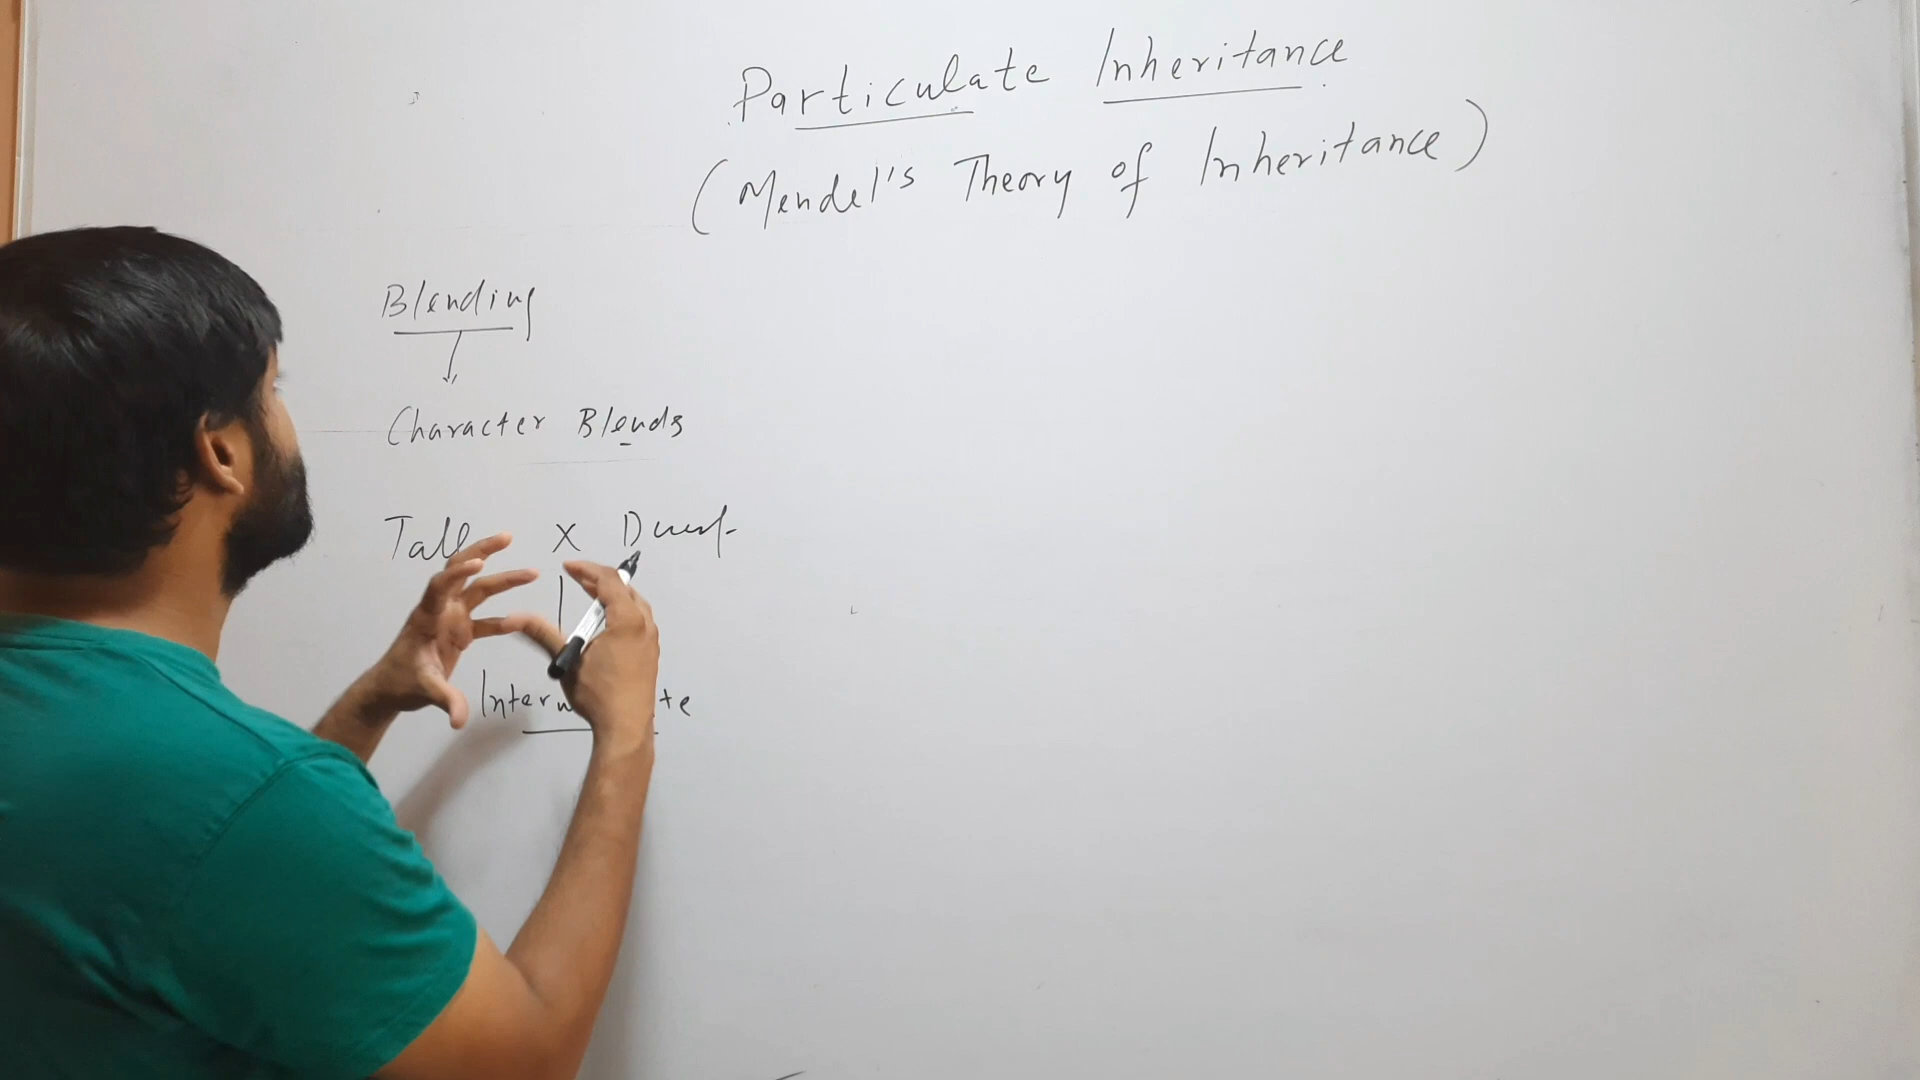 Particulate Inheritance
(Mendel's Theory of Inheritance)
Blending
Character Blends
Tall x Dwarf